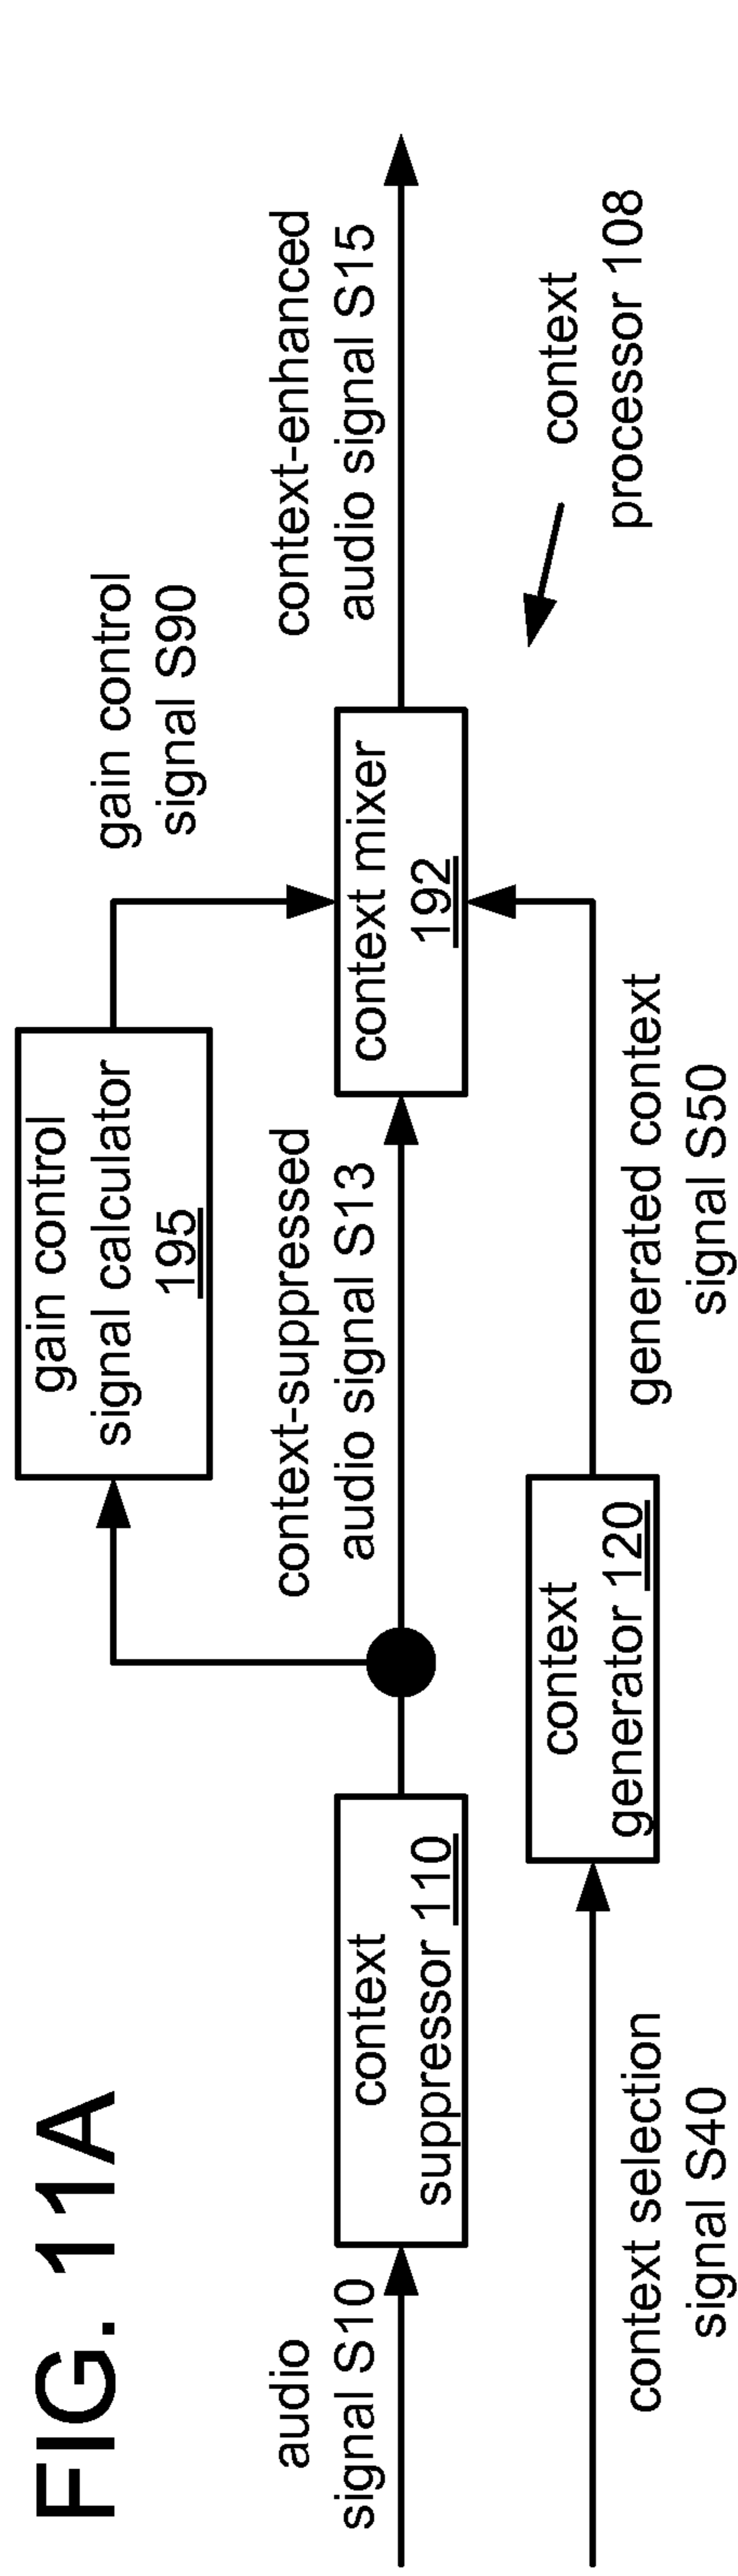 FIG. 11A
gain control
signal calculator
195
gain control
signal S90
audio
signal S10
context
suppressor 110
context-suppressed
audio signal S13
context mixer
192
context-enhanced
audio signal S15
context selection
signal S40
context
generator 120
generated context
signal S50
context
processor 108